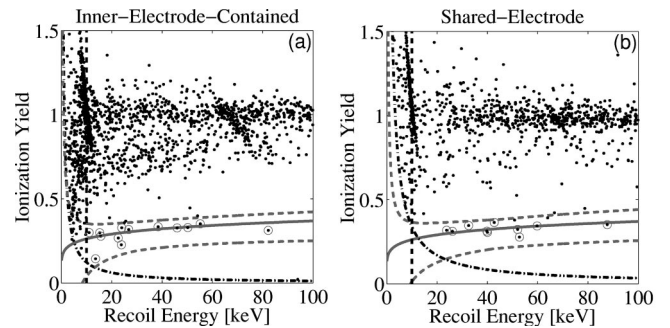 Inner−Electrode−Contained
Shared−Electrode
(a)
(b)
1.5
1
0.5
0
Ionization Yield
0 20 40 60 80 100
Recoil Energy [keV]
1.5
1
0.5
0
Ionization Yield
0 20 40 60 80 100
Recoil Energy [keV]